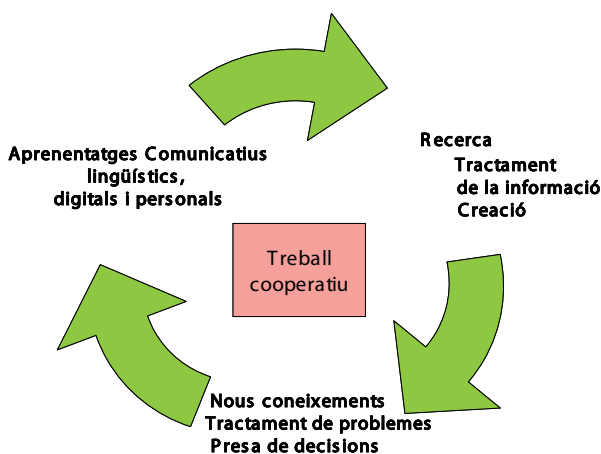 Aprenentatges Comunicatius
lingüístics,
digitals i personals
Recerca
Tractament
de la informació
Creació
Treball
cooperatiu
Nous coneixements
Tractament de problemes
Presa de decisions